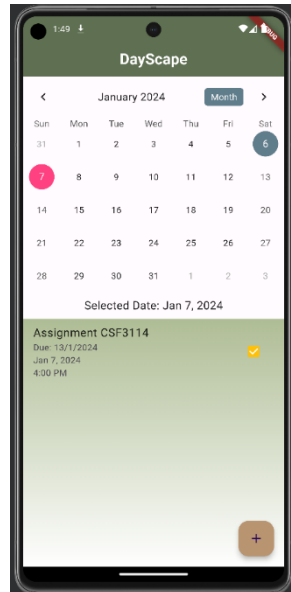 1:49
DEBUG
DayScape
January 2024 Month
Sun Mon Tue Wed Thu Fri Sat
31 1 2 3 4 5 6
7 8 9 10 11 12 13
14 15 16 17 18 19 20
21 22 23 24 25 26 27
28 29 30 31 1 2 3
Selected Date: Jan 7, 2024
Assignment CSF3114
Due: 13/1/2024
Jan 7, 2024
4:00 PM
+